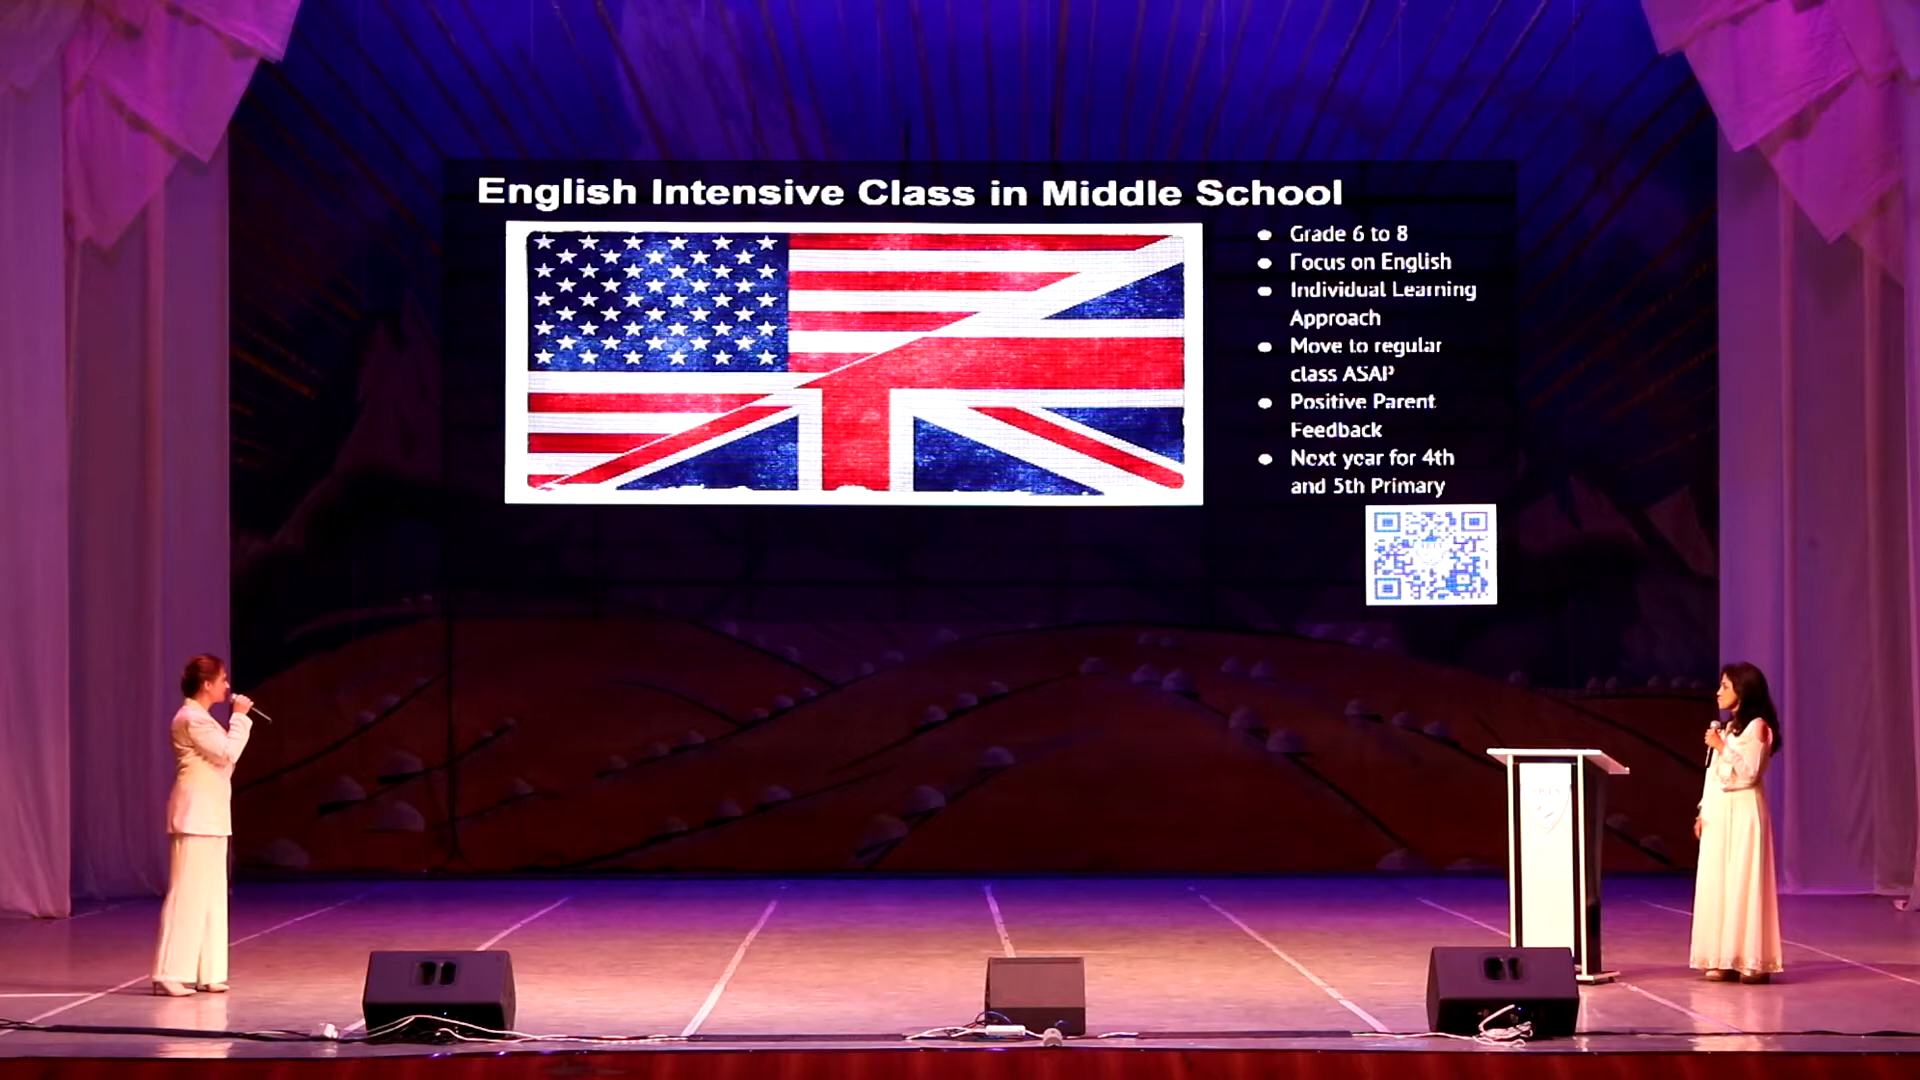 English Intensive Class in Middle School
● Grade 6 to 8
● Focus on English
● Individual Learning
Approach
● Move to regular
class ASAP
● Positive Parent
Feedback
● Next year for 4th
and 5th Primary